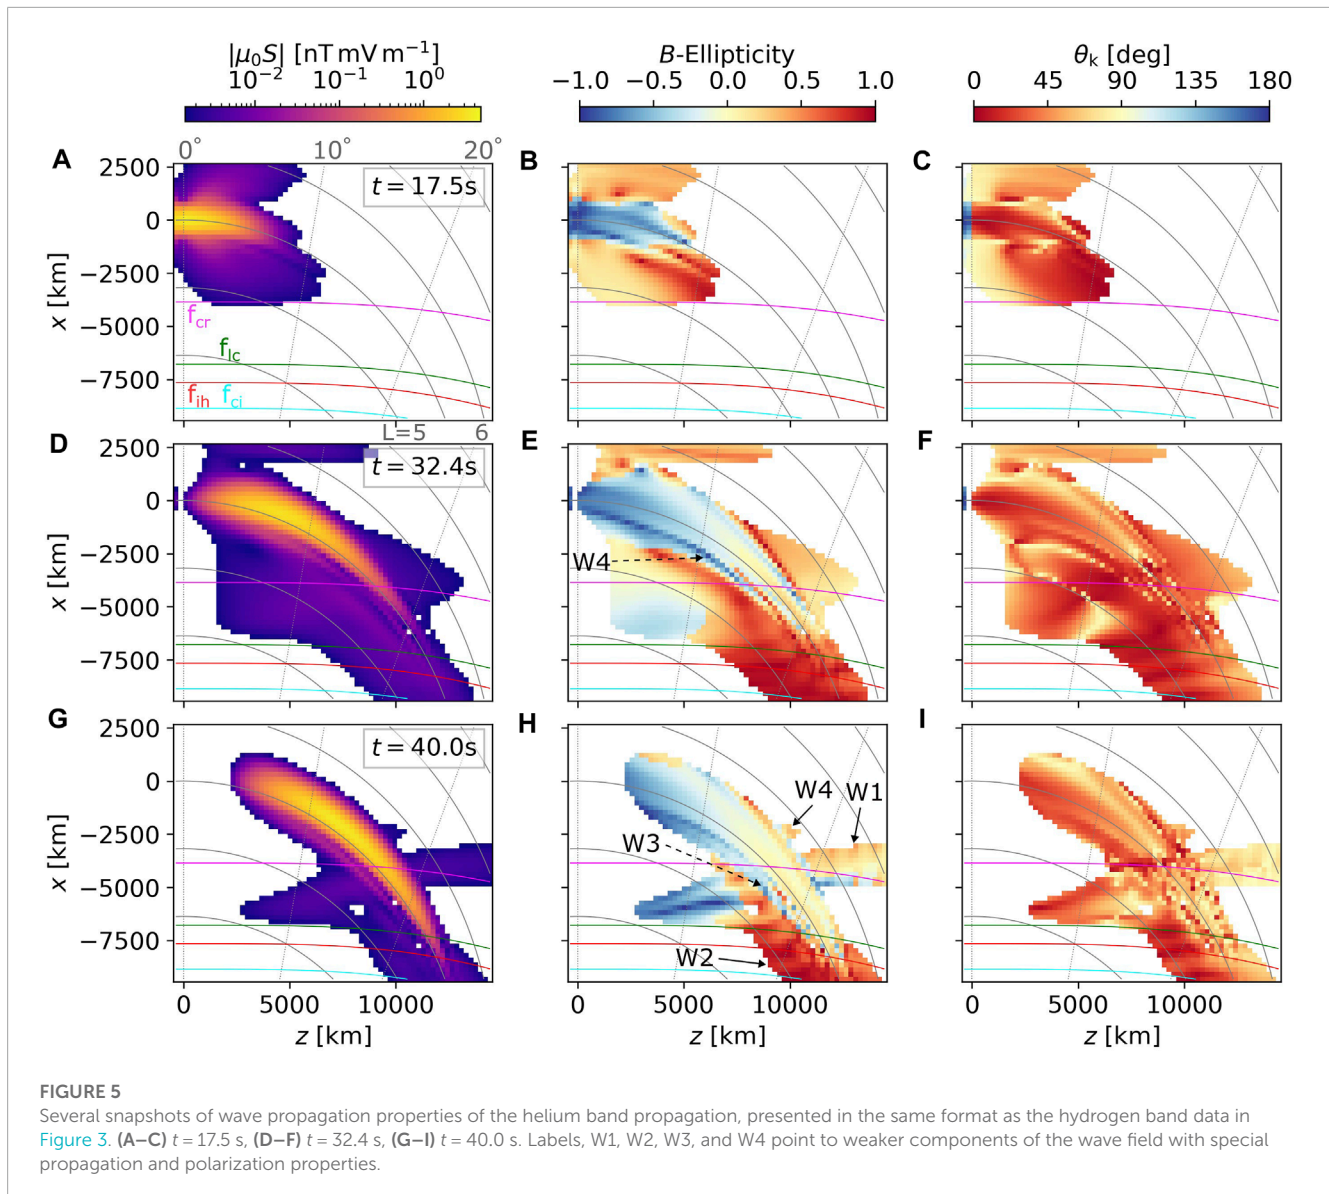 |μ₀S| [nT mV m⁻¹]
10⁻² 10⁻¹ 10⁰
B-Ellipticity
−1.0 −0.5 0.0 0.5 1.0
θₖ [deg]
0 45 90 135 180
A
0° 10° 20°
t = 17.5s
2500
0
−2500
−5000
−7500
x [km]
f_cr
f_lc
f_ih f_ci
B
C
D
L=5 6
t = 32.4s
2500
0
−2500
−5000
−7500
x [km]
E
W4
F
G
t = 40.0s
2500
0
−2500
−5000
−7500
x [km]
0 5000 10000
z [km]
H
W4 W1
W3
W2
0 5000 10000
z [km]
I
0 5000 10000
z [km]
FIGURE 5
Several snapshots of wave propagation properties of the helium band propagation, presented in the same format as the hydrogen band data in
Figure 3. (A–C) t = 17.5 s, (D–F) t = 32.4 s, (G–I) t = 40.0 s. Labels, W1, W2, W3, and W4 point to weaker components of the wave field with special
propagation and polarization properties.